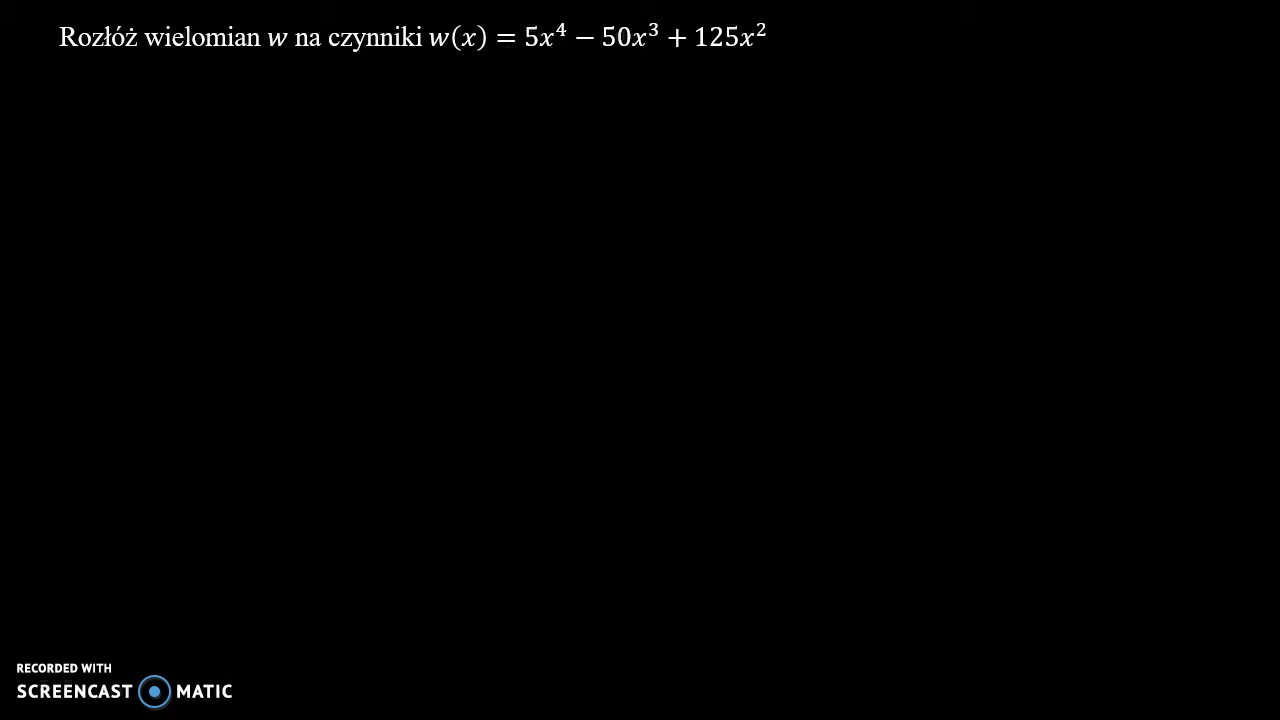 Rozłóż wielomian w na czynniki w(x) = 5x⁴ − 50x³ + 125x²
RECORDED WITH
SCREENCAST MATIC